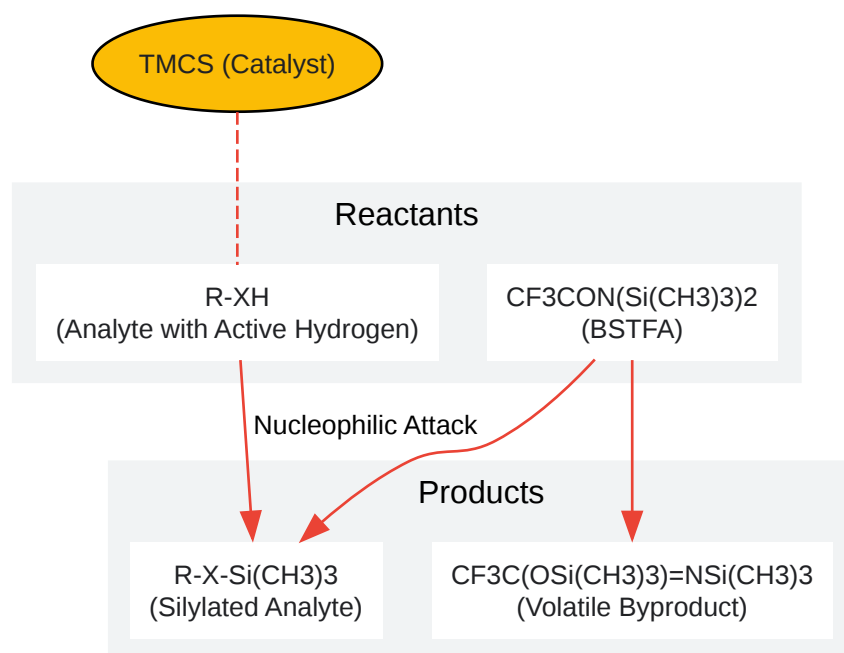 TMCS (Catalyst)
Reactants
R-XH
(Analyte with Active Hydrogen)
CF3CON(Si(CH3)3)2
(BSTFA)
Nucleophilic Attack
Products
R-X-Si(CH3)3
(Silylated Analyte)
CF3C(OSi(CH3)3)=NSi(CH3)3
(Volatile Byproduct)